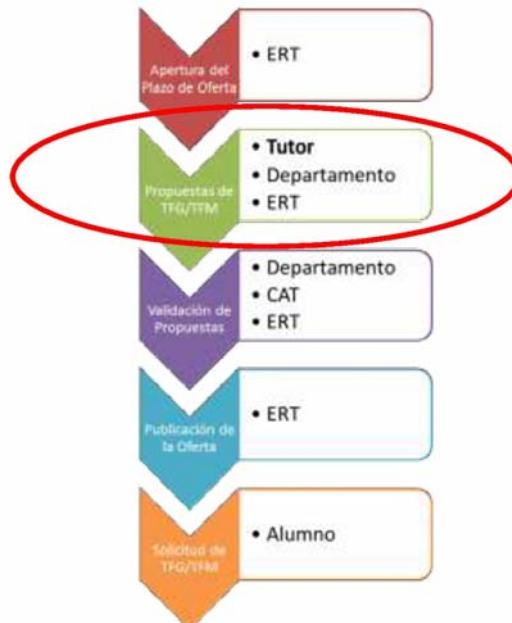 Apertura del
Plazo de Oferta
• ERT
Propuestas de
TFG/TFM
• Tutor
• Departamento
• ERT
Validación de
Propuestas
• Departamento
• CAT
• ERT
Publicación de
la Oferta
• ERT
Solicitud de
TFG/TFM
• Alumno